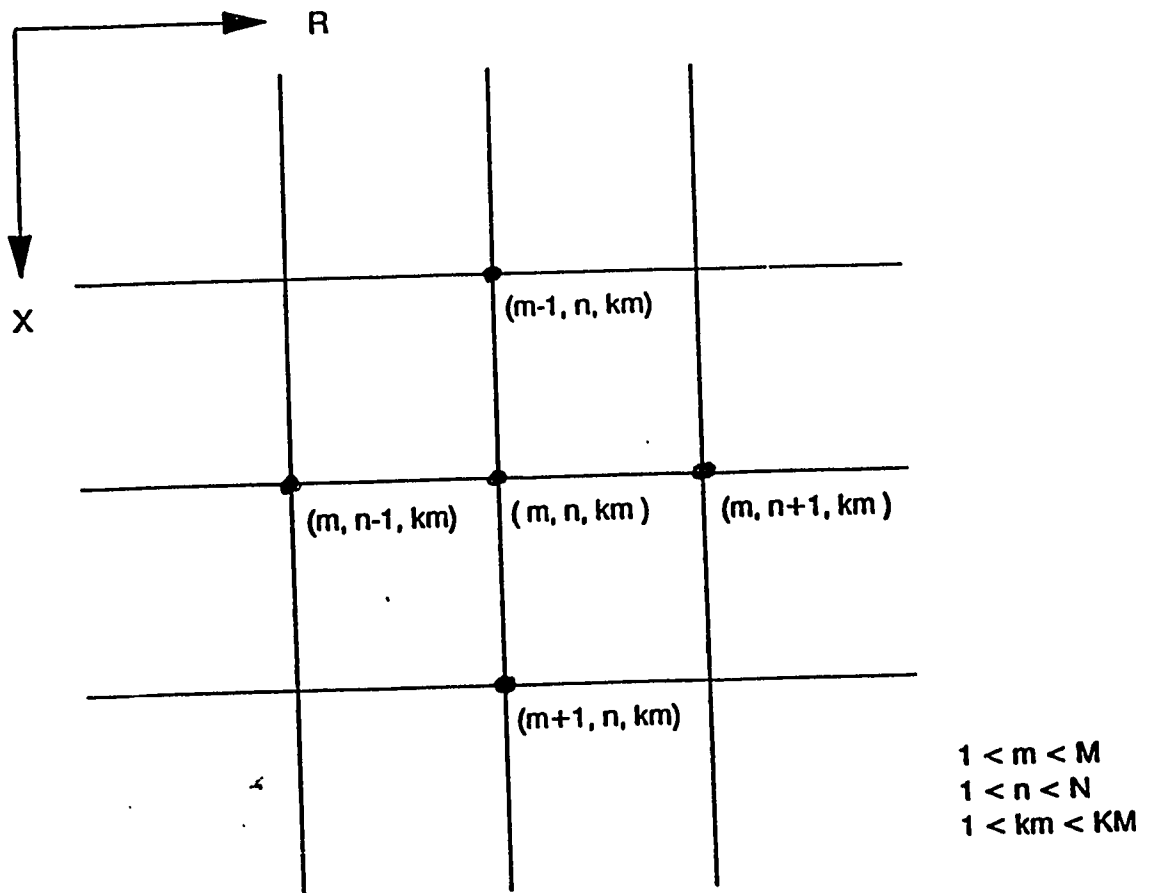 R
X
(m-1, n, km)
(m, n-1, km)
( m, n, km )
(m, n+1, km )
(m+1, n, km)
1 < m < M
1 < n < N
1 < km < KM